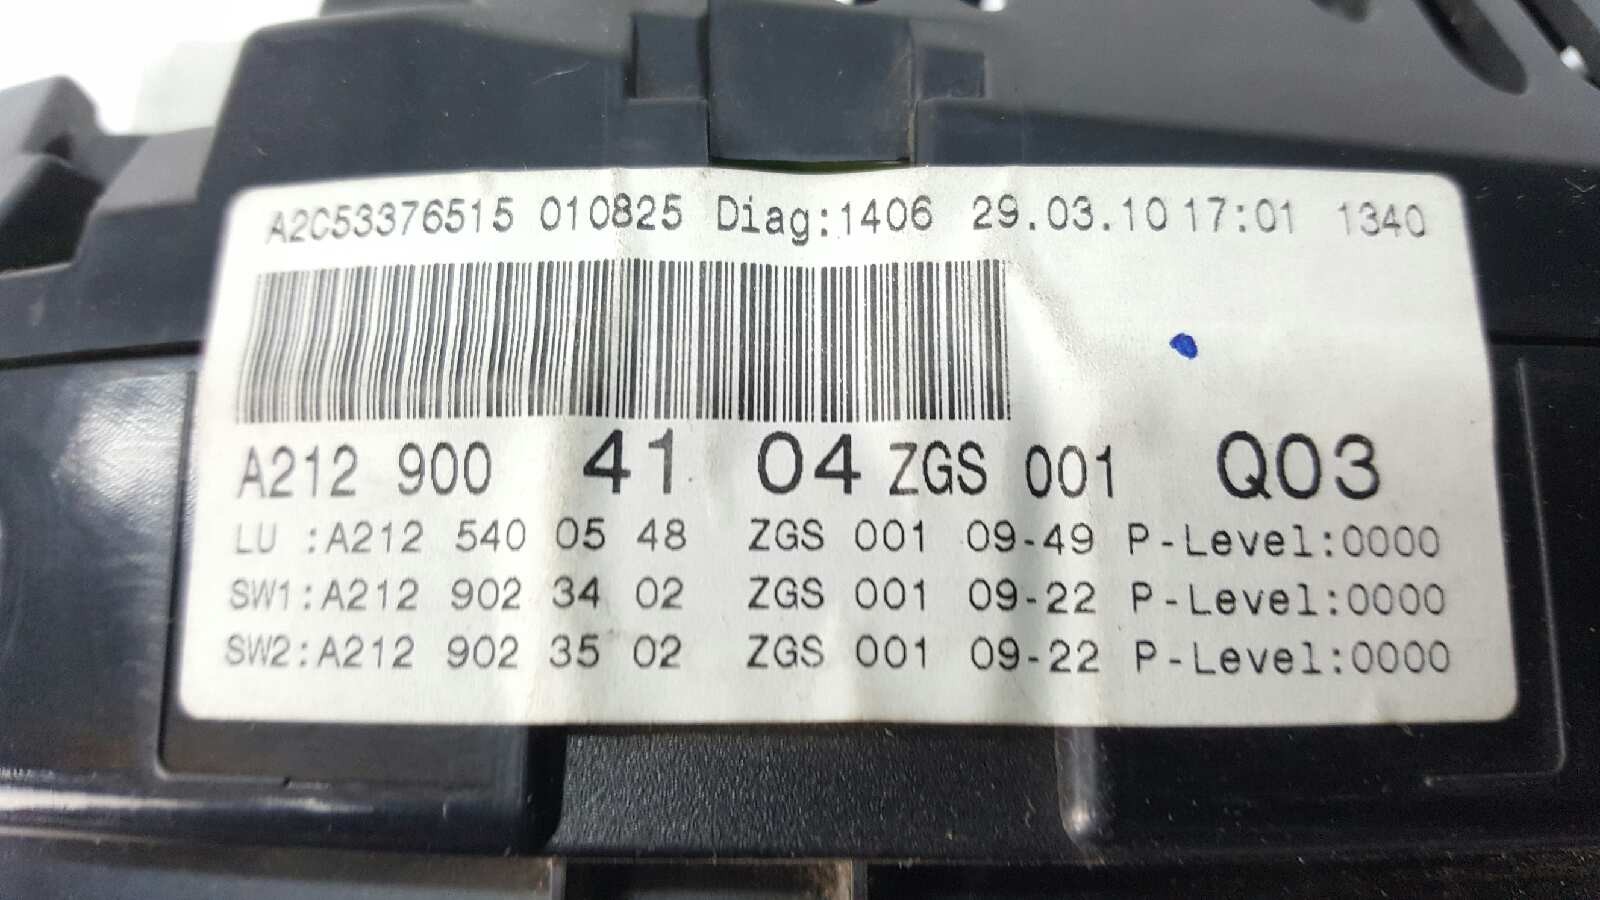 A2C53376515 010825 Diag:1406 29.03.10 17:01 1340
A212 900 41 04 ZGS 001 Q03
LU :A212 540 05 48 ZGS 001 09-49 P-Level:0000
SW1:A212 902 34 02 ZGS 001 09-22 P-Level:0000
SW2:A212 902 35 02 ZGS 001 09-22 P-Level:0000